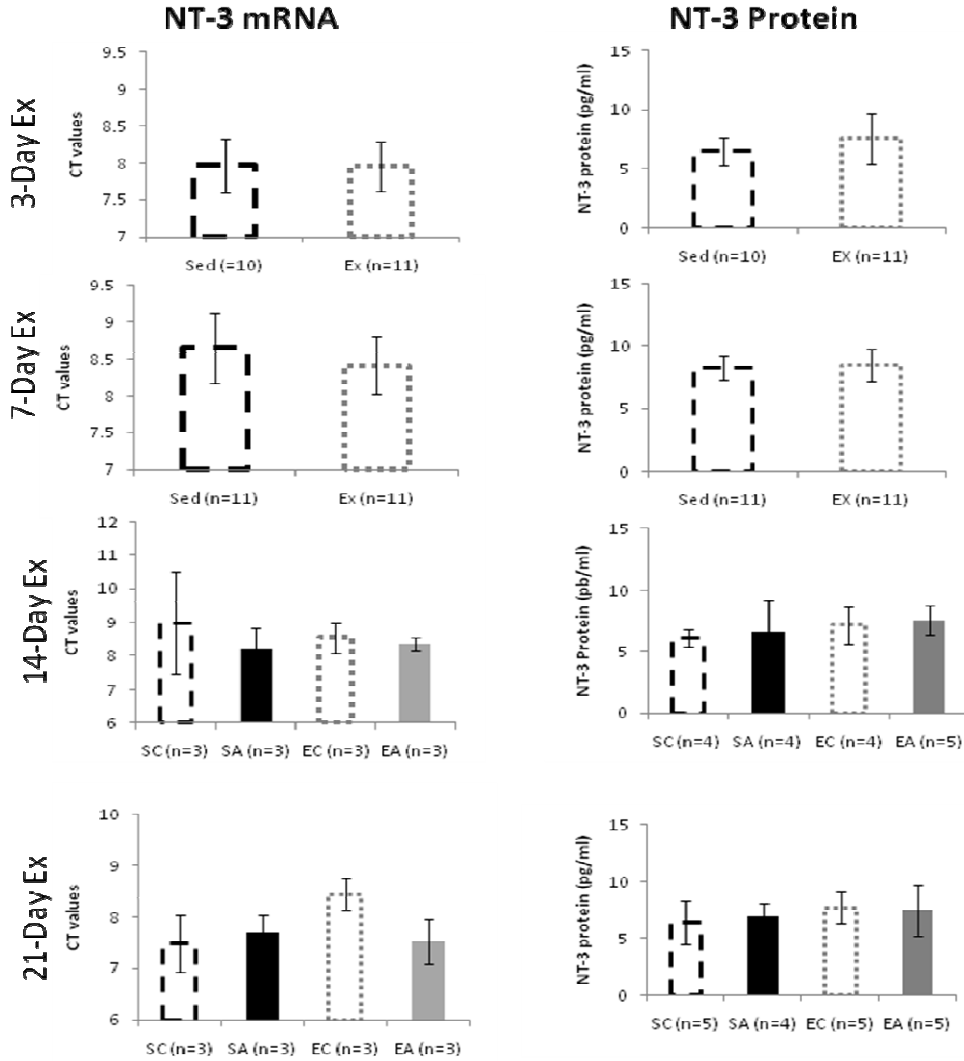 NT-3 mRNA
NT-3 Protein
3-Day Ex
CT values
9.5
9
8.5
8
7.5
7
Sed (=10) Ex (n=11)
NT-3 protein (pg/ml)
15
10
5
0
Sed (n=10) EX (n=11)
7-Day Ex
CT values
9.5
9
8.5
8
7.5
7
Sed (n=11) Ex (n=11)
NT-3 protein (pg/ml)
15
10
5
0
Sed (n=11) EX (n=11)
14-Day Ex
CT values
12
11
10
9
8
7
6
SC (n=3) SA (n=3) EC (n=3) EA (n=3)
NT-3 Protein (pb/ml)
15
10
5
0
SC (n=4) SA (n=4) EC (n=4) EA (n=5)
21-Day Ex
CT values
10
9
8
7
6
SC (n=3) SA (n=3) EC (n=3) EA (n=3)
NT-3 protein (pg/ml)
15
10
5
0
SC (n=5) SA (n=4) EC (n=5) EA (n=5)